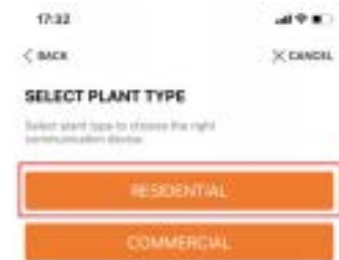 17:32
< BACK
× CANCEL
SELECT PLANT TYPE
Select plant type to choose the right
communication device.
RESIDENTIAL
COMMERCIAL